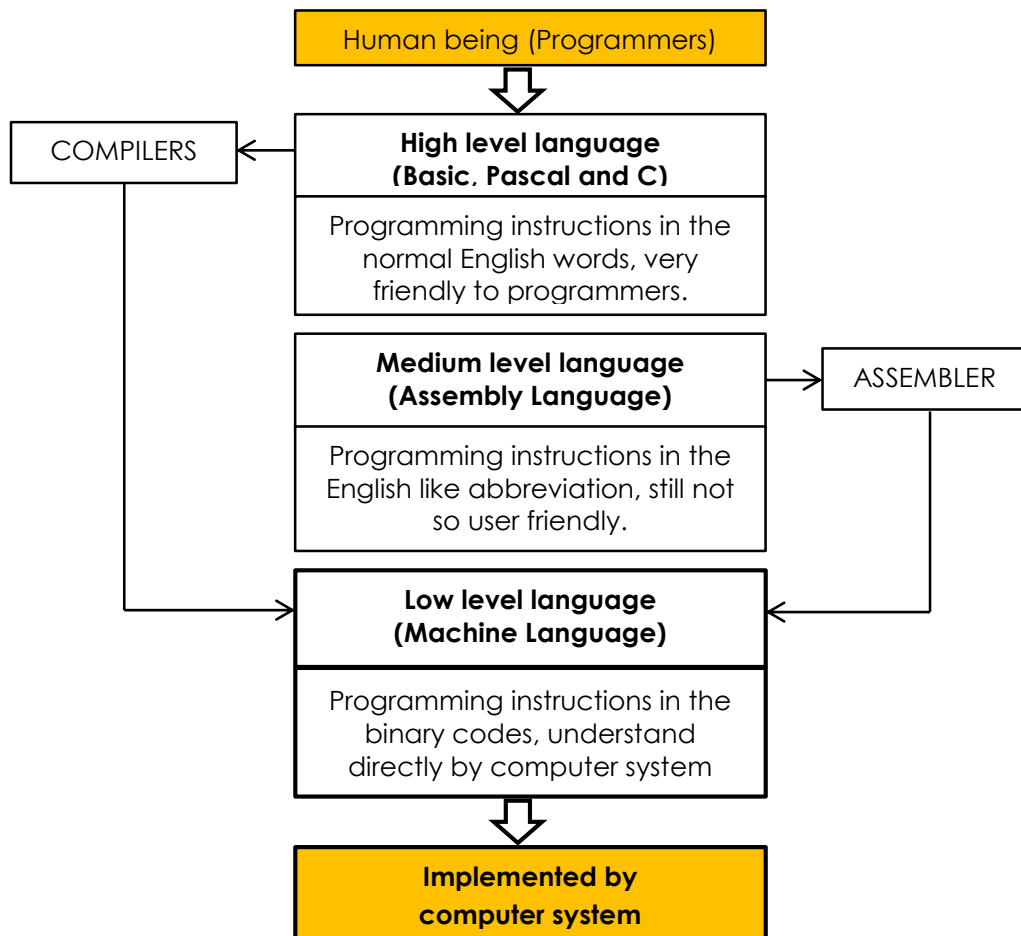 Human being (Programmers)
COMPILERS
High level language
(Basic, Pascal and C)
Programming instructions in the
normal English words, very
friendly to programmers.
Medium level language
(Assembly Language)
ASSEMBLER
Programming instructions in the
English like abbreviation, still not
so user friendly.
Low level language
(Machine Language)
Programming instructions in the
binary codes, understand
directly by computer system
Implemented by
computer system